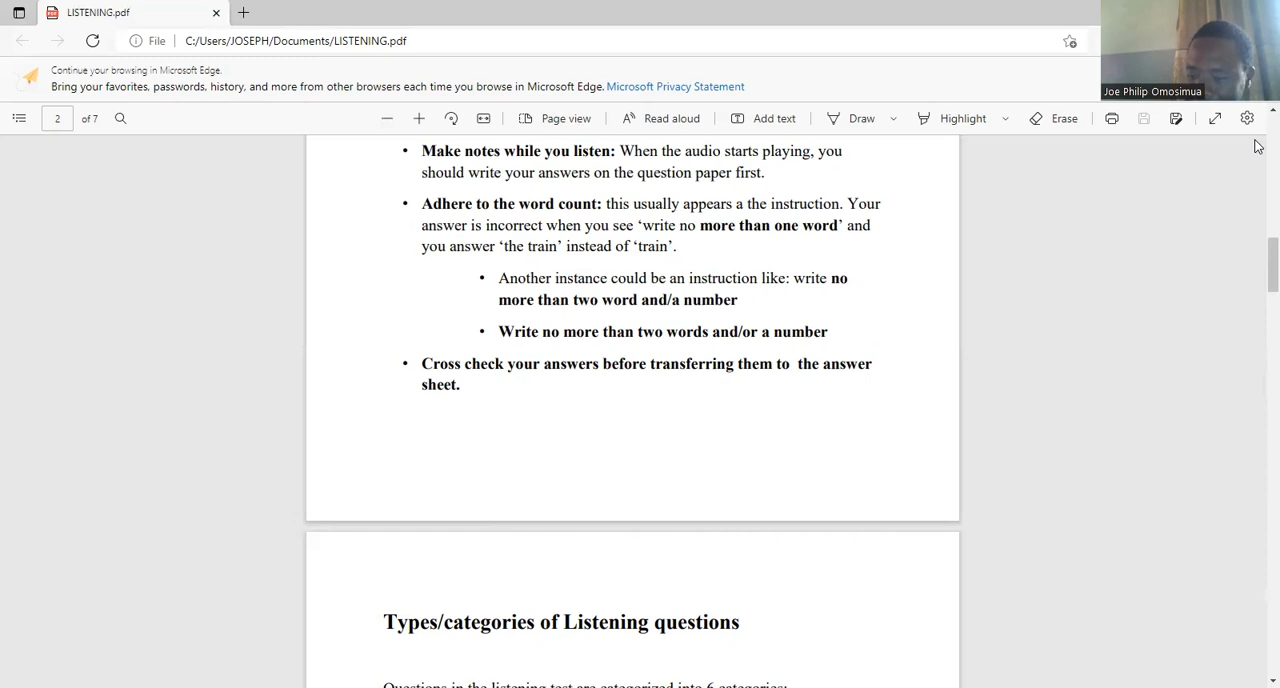 LISTENING.pdf
File
C:/Users/JOSEPH/Documents/LISTENING.pdf
Continue your browsing in Microsoft Edge.
Bring your favorites, passwords, history, and more from other browsers each time you browse in Microsoft Edge. Microsoft Privacy Statement
Joe Philip Omosimua
2 of 7 Page view Read aloud Add text Draw Highlight Erase
• Make notes while you listen: When the audio starts playing, you
should write your answers on the question paper first.
• Adhere to the word count: this usually appears a the instruction. Your
answer is incorrect when you see ‘write no more than one word’ and
you answer ‘the train’ instead of ‘train’.
• Another instance could be an instruction like: write no
more than two word and/a number
• Write no more than two words and/or a number
• Cross check your answers before transferring them to the answer
sheet.
Types/categories of Listening questions
Questions in the listening test are categorized into 6 categories: